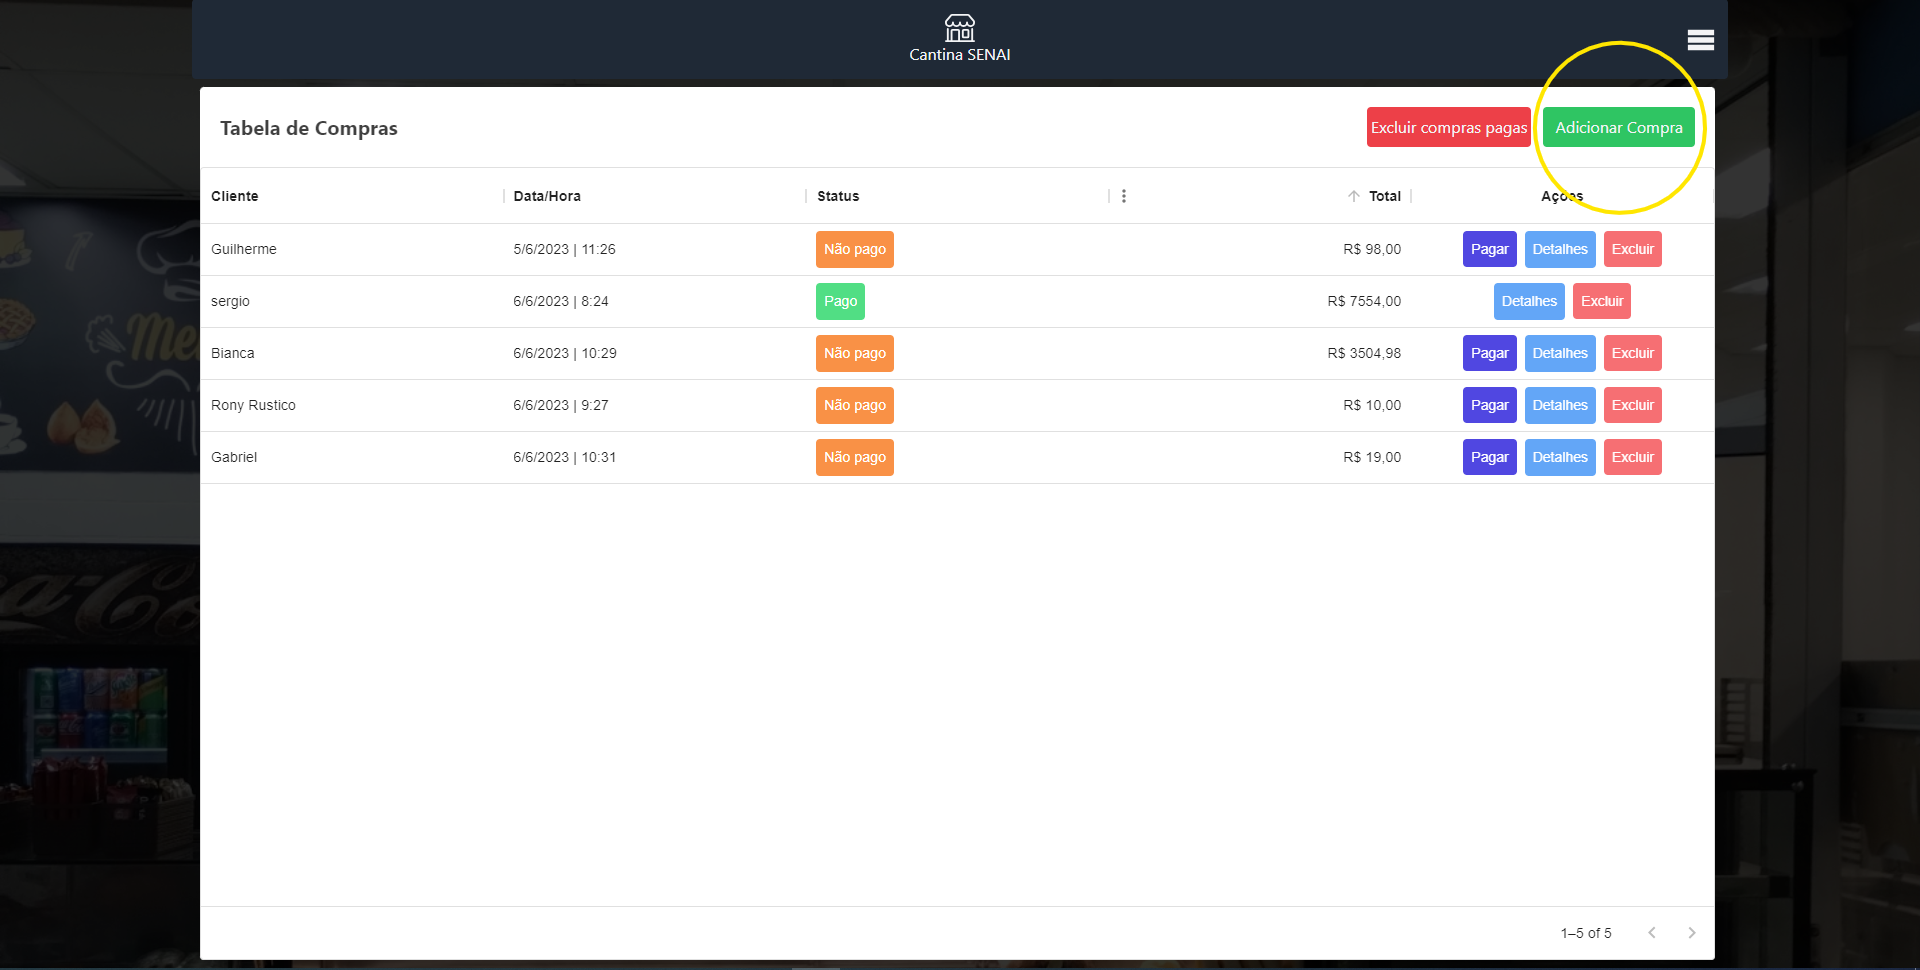 Cantina SENAI
Tabela de Compras
Excluir compras pagas
Adicionar Compra
Cliente Data/Hora Status Total Ações
Guilherme 5/6/2023 | 11:26 Não pago R$ 98,00 Pagar Detalhes Excluir
sergio 6/6/2023 | 8:24 Pago R$ 7554,00 Detalhes Excluir
Bianca 6/6/2023 | 10:29 Não pago R$ 3504,98 Pagar Detalhes Excluir
Rony Rustico 6/6/2023 | 9:27 Não pago R$ 10,00 Pagar Detalhes Excluir
Gabriel 6/6/2023 | 10:31 Não pago R$ 19,00 Pagar Detalhes Excluir
1–5 of 5